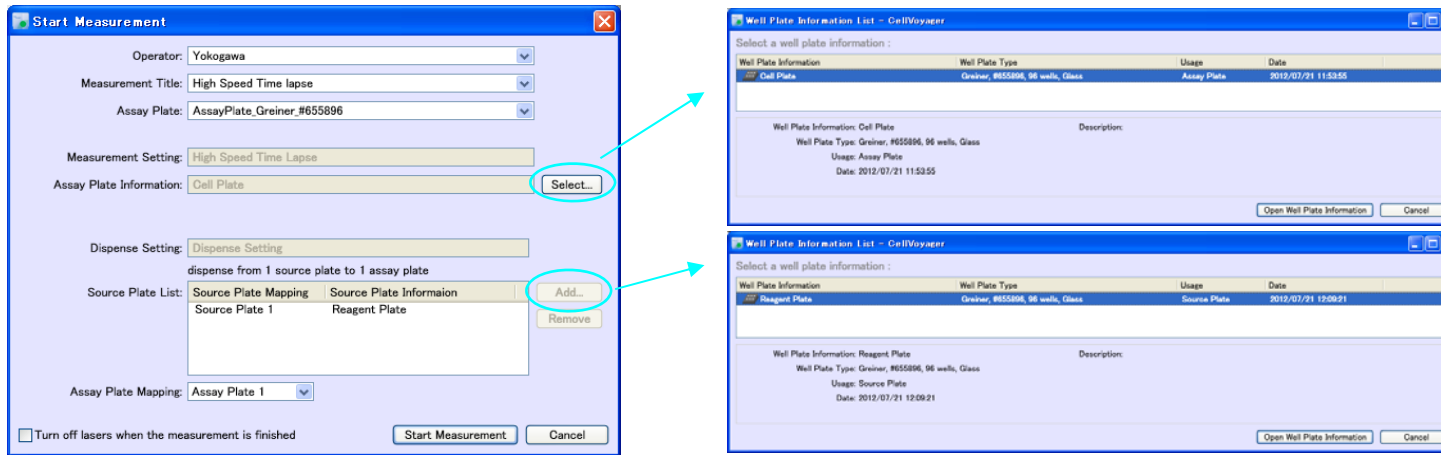 Start Measurement
Operator: Yokogawa
Measurement Title: High Speed Time lapse
Assay Plate: AssayPlate_Greiner_#655896
Measurement Setting: High Speed Time Lapse
Assay Plate Information: Cell Plate Select...
Dispense Setting: Dispense Setting
dispense from 1 source plate to 1 assay plate
Source Plate List: Source Plate Mapping Source Plate Informaion Add...
Source Plate 1 Reagent Plate Remove
Assay Plate Mapping: Assay Plate 1
Turn off lasers when the measurement is finished Start Measurement Cancel
Well Plate Information List - CellVoyager
Select a well plate information :
Well Plate Information Well Plate Type Usage Date
Cell Plate Greiner, #655896, 96 wells, Glass Assay Plate 2012/07/21 11:53:55
Well Plate Information: Cell Plate Description:
Well Plate Type: Greiner, #655896, 96 wells, Glass
Usage: Assay Plate
Date: 2012/07/21 11:53:55
Open Well Plate Information Cancel
Well Plate Information List - CellVoyager
Select a well plate information :
Well Plate Information Well Plate Type Usage Date
Reagent Plate Greiner, #655896, 96 wells, Glass Source Plate 2012/07/21 12:09:21
Well Plate Information: Reagent Plate Description:
Well Plate Type: Greiner, #655896, 96 wells, Glass
Usage: Source Plate
Date: 2012/07/21 12:09:21
Open Well Plate Information Cancel